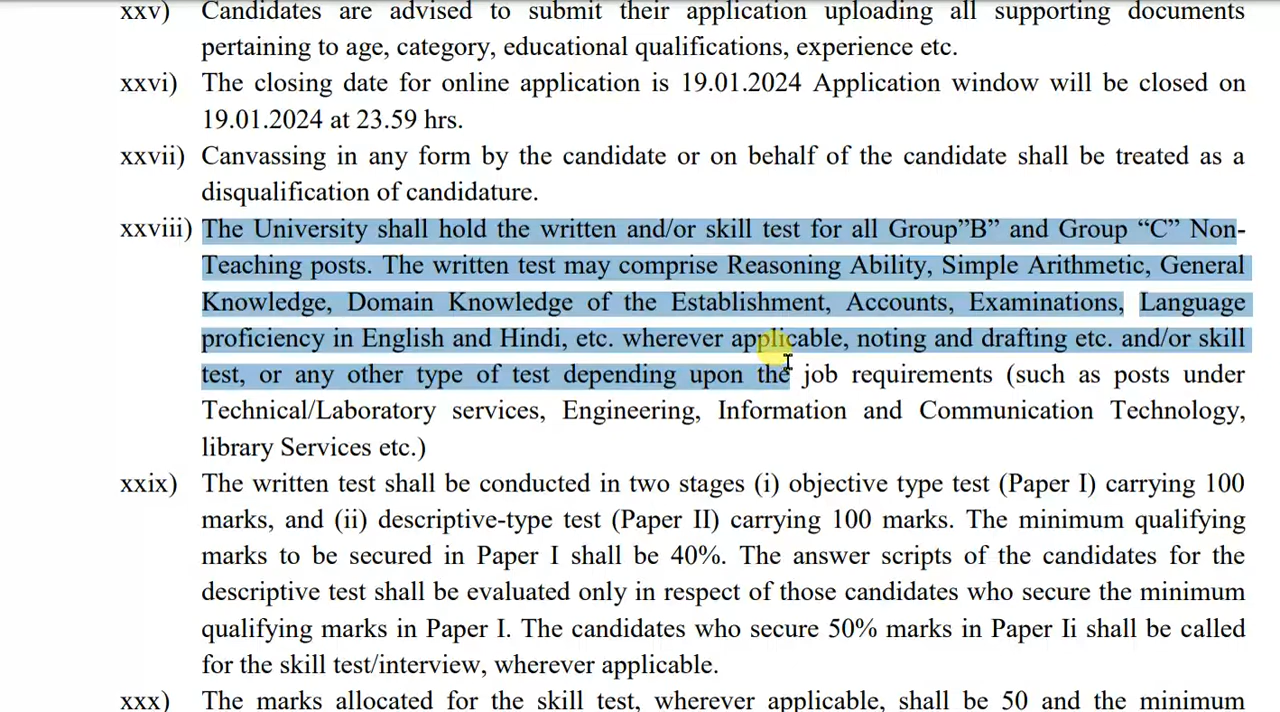 xxv) Candidates are advised to submit their application uploading all supporting documents
pertaining to age, category, educational qualifications, experience etc.
xxvi) The closing date for online application is 19.01.2024 Application window will be closed on
19.01.2024 at 23.59 hrs.
xxvii) Canvassing in any form by the candidate or on behalf of the candidate shall be treated as a
disqualification of candidature.
xxviii) The University shall hold the written and/or skill test for all Group”B” and Group “C” Non-
Teaching posts. The written test may comprise Reasoning Ability, Simple Arithmetic, General
Knowledge, Domain Knowledge of the Establishment, Accounts, Examinations, Language
proficiency in English and Hindi, etc. wherever applicable, noting and drafting etc. and/or skill
test, or any other type of test depending upon the job requirements (such as posts under
Technical/Laboratory services, Engineering, Information and Communication Technology,
library Services etc.)
xxix) The written test shall be conducted in two stages (i) objective type test (Paper I) carrying 100
marks, and (ii) descriptive-type test (Paper II) carrying 100 marks. The minimum qualifying
marks to be secured in Paper I shall be 40%. The answer scripts of the candidates for the
descriptive test shall be evaluated only in respect of those candidates who secure the minimum
qualifying marks in Paper I. The candidates who secure 50% marks in Paper Ii shall be called
for the skill test/interview, wherever applicable.
xxx) The marks allocated for the skill test, wherever applicable, shall be 50 and the minimum